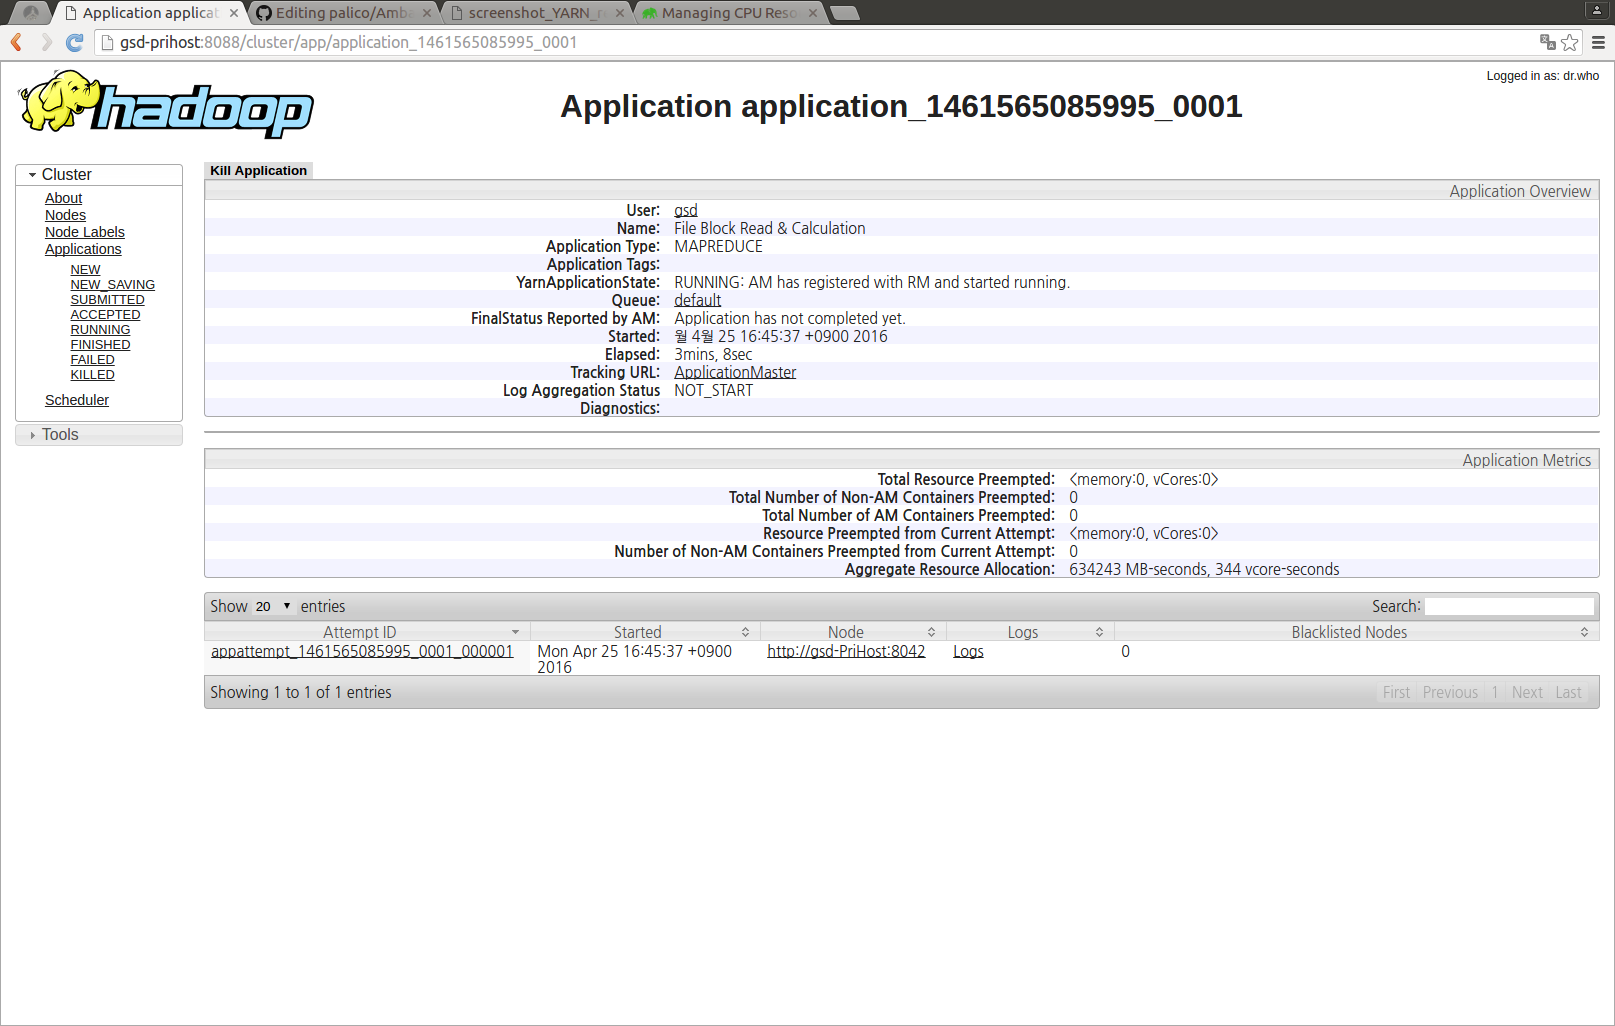 Application applicat
Editing palico/Amba
screenshot_YARN_r
Managing CPU Reso
gsd-prihost:8088/cluster/app/application_1461565085995_0001
Logged in as: dr.who
hadoop
Application application_1461565085995_0001
Cluster
About
Nodes
Node Labels
Applications
NEW
NEW_SAVING
SUBMITTED
ACCEPTED
RUNNING
FINISHED
FAILED
KILLED
Scheduler
Tools
Kill Application
Application Overview
User: gsd
Name: File Block Read & Calculation
Application Type: MAPREDUCE
Application Tags:
YarnApplicationState: RUNNING: AM has registered with RM and started running.
Queue: default
FinalStatus Reported by AM: Application has not completed yet.
Started: 월 4월 25 16:45:37 +0900 2016
Elapsed: 3mins, 8sec
Tracking URL: ApplicationMaster
Log Aggregation Status NOT_START
Diagnostics:
Application Metrics
Total Resource Preempted: <memory:0, vCores:0>
Total Number of Non-AM Containers Preempted: 0
Total Number of AM Containers Preempted: 0
Resource Preempted from Current Attempt: <memory:0, vCores:0>
Number of Non-AM Containers Preempted from Current Attempt: 0
Aggregate Resource Allocation: 634243 MB-seconds, 344 vcore-seconds
Show 20 entries Search:
Attempt ID Started Node Logs Blacklisted Nodes
appattempt_1461565085995_0001_000001 Mon Apr 25 16:45:37 +0900 2016 http://gsd-PriHost:8042 Logs 0
Showing 1 to 1 of 1 entries First Previous 1 Next Last